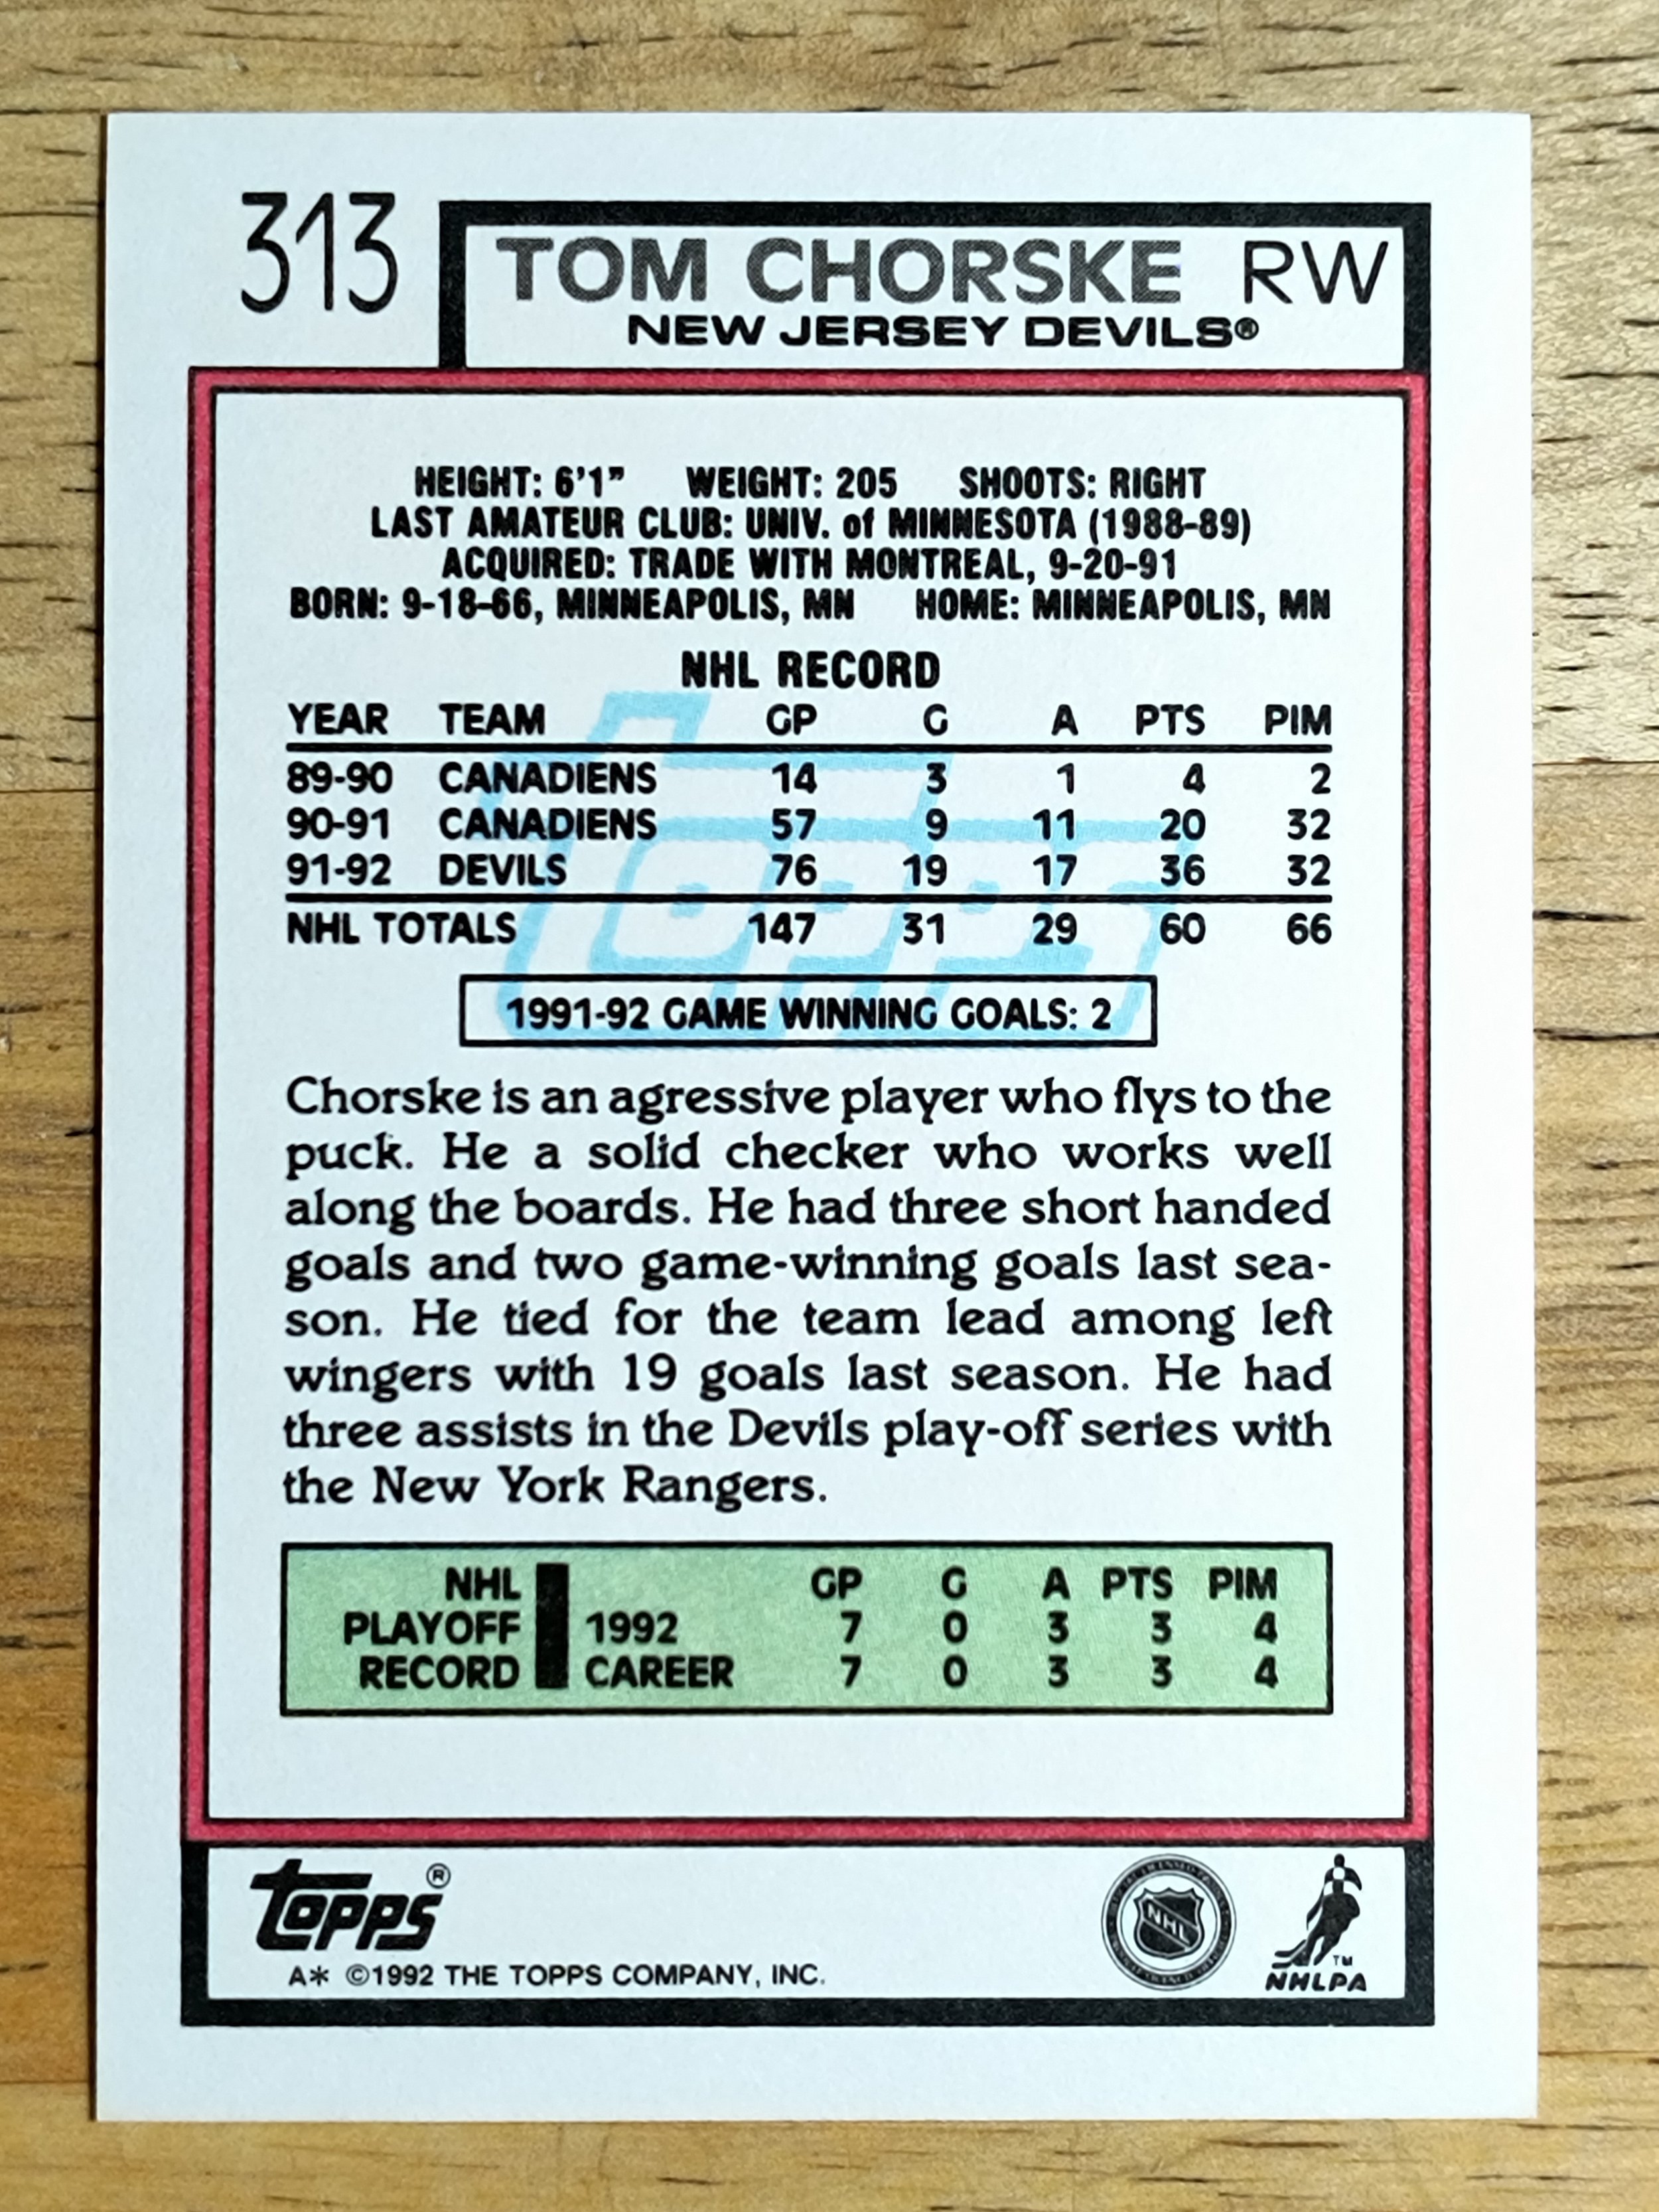 313 TOM CHORSKE RW
NEW JERSEY DEVILS®
HEIGHT: 6'1" WEIGHT: 205 SHOOTS: RIGHT
LAST AMATEUR CLUB: UNIV. of MINNESOTA (1988-89)
ACQUIRED: TRADE WITH MONTREAL, 9-20-91
BORN: 9-18-66, MINNEAPOLIS, MN HOME: MINNEAPOLIS, MN
NHL RECORD
YEAR TEAM GP G A PTS PIM
89-90 CANADIENS 14 3 1 4 2
90-91 CANADIENS 57 9 11 20 32
91-92 DEVILS 76 19 17 36 32
NHL TOTALS 147 31 29 60 66
Topps
1991-92 GAME WINNING GOALS: 2
Chorske is an agressive player who flys to the
puck. He a solid checker who works well
along the boards. He had three short handed
goals and two game-winning goals last sea-
son. He tied for the team lead among left
wingers with 19 goals last season. He had
three assists in the Devils play-off series with
the New York Rangers.
NHL GP G A PTS PIM
PLAYOFF 1992 7 0 3 3 4
RECORD CAREER 7 0 3 3 4
Topps®
A* ©1992 THE TOPPS COMPANY, INC.
NHL
TM
NHLPA